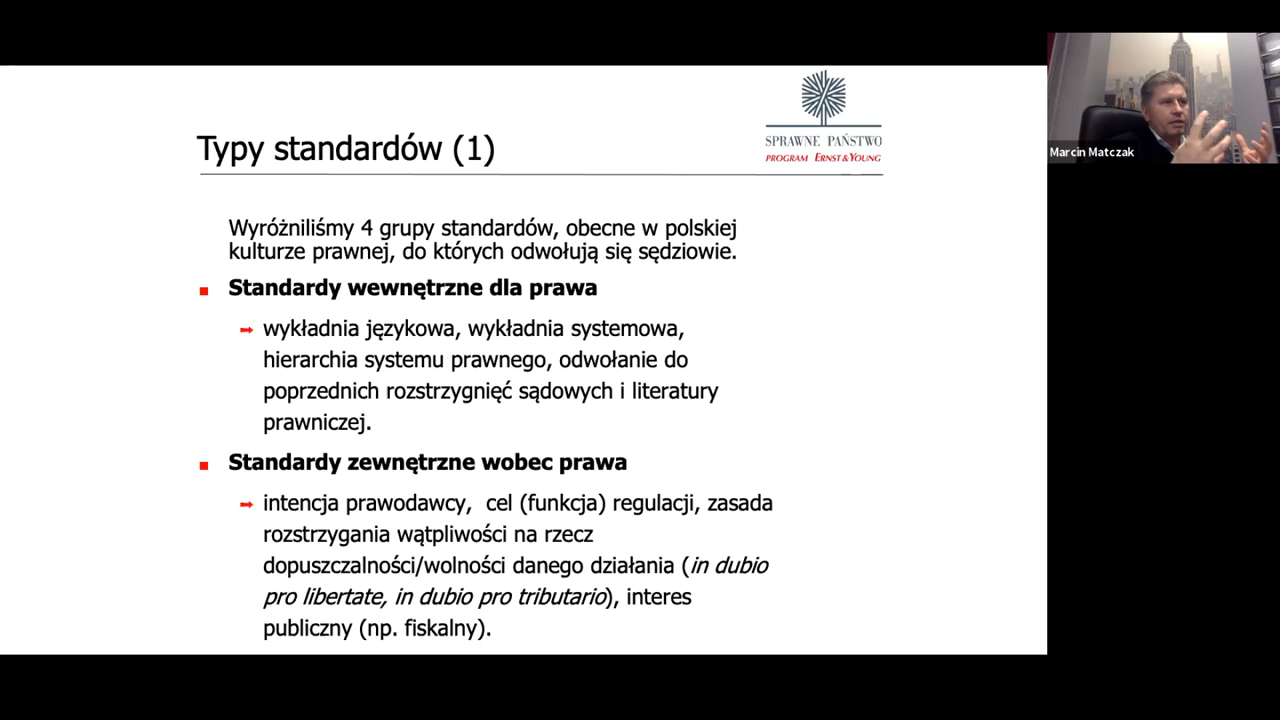 SPRAWNE PAŃSTWO
PROGRAM ERNST & YOUNG
Typy standardów (1)
Marcin Matczak
Wyróżniliśmy 4 grupy standardów, obecne w polskiej
kulturze prawnej, do których odwołują się sędziowie.
Standardy wewnętrzne dla prawa
wykładnia językowa, wykładnia systemowa,
hierarchia systemu prawnego, odwołanie do
poprzednich rozstrzygnięć sądowych i literatury
prawniczej.
Standardy zewnętrzne wobec prawa
intencja prawodawcy, cel (funkcja) regulacji, zasada
rozstrzygania wątpliwości na rzecz
dopuszczalności/wolności danego działania (in dubio
pro libertate, in dubio pro tributario), interes
publiczny (np. fiskalny).